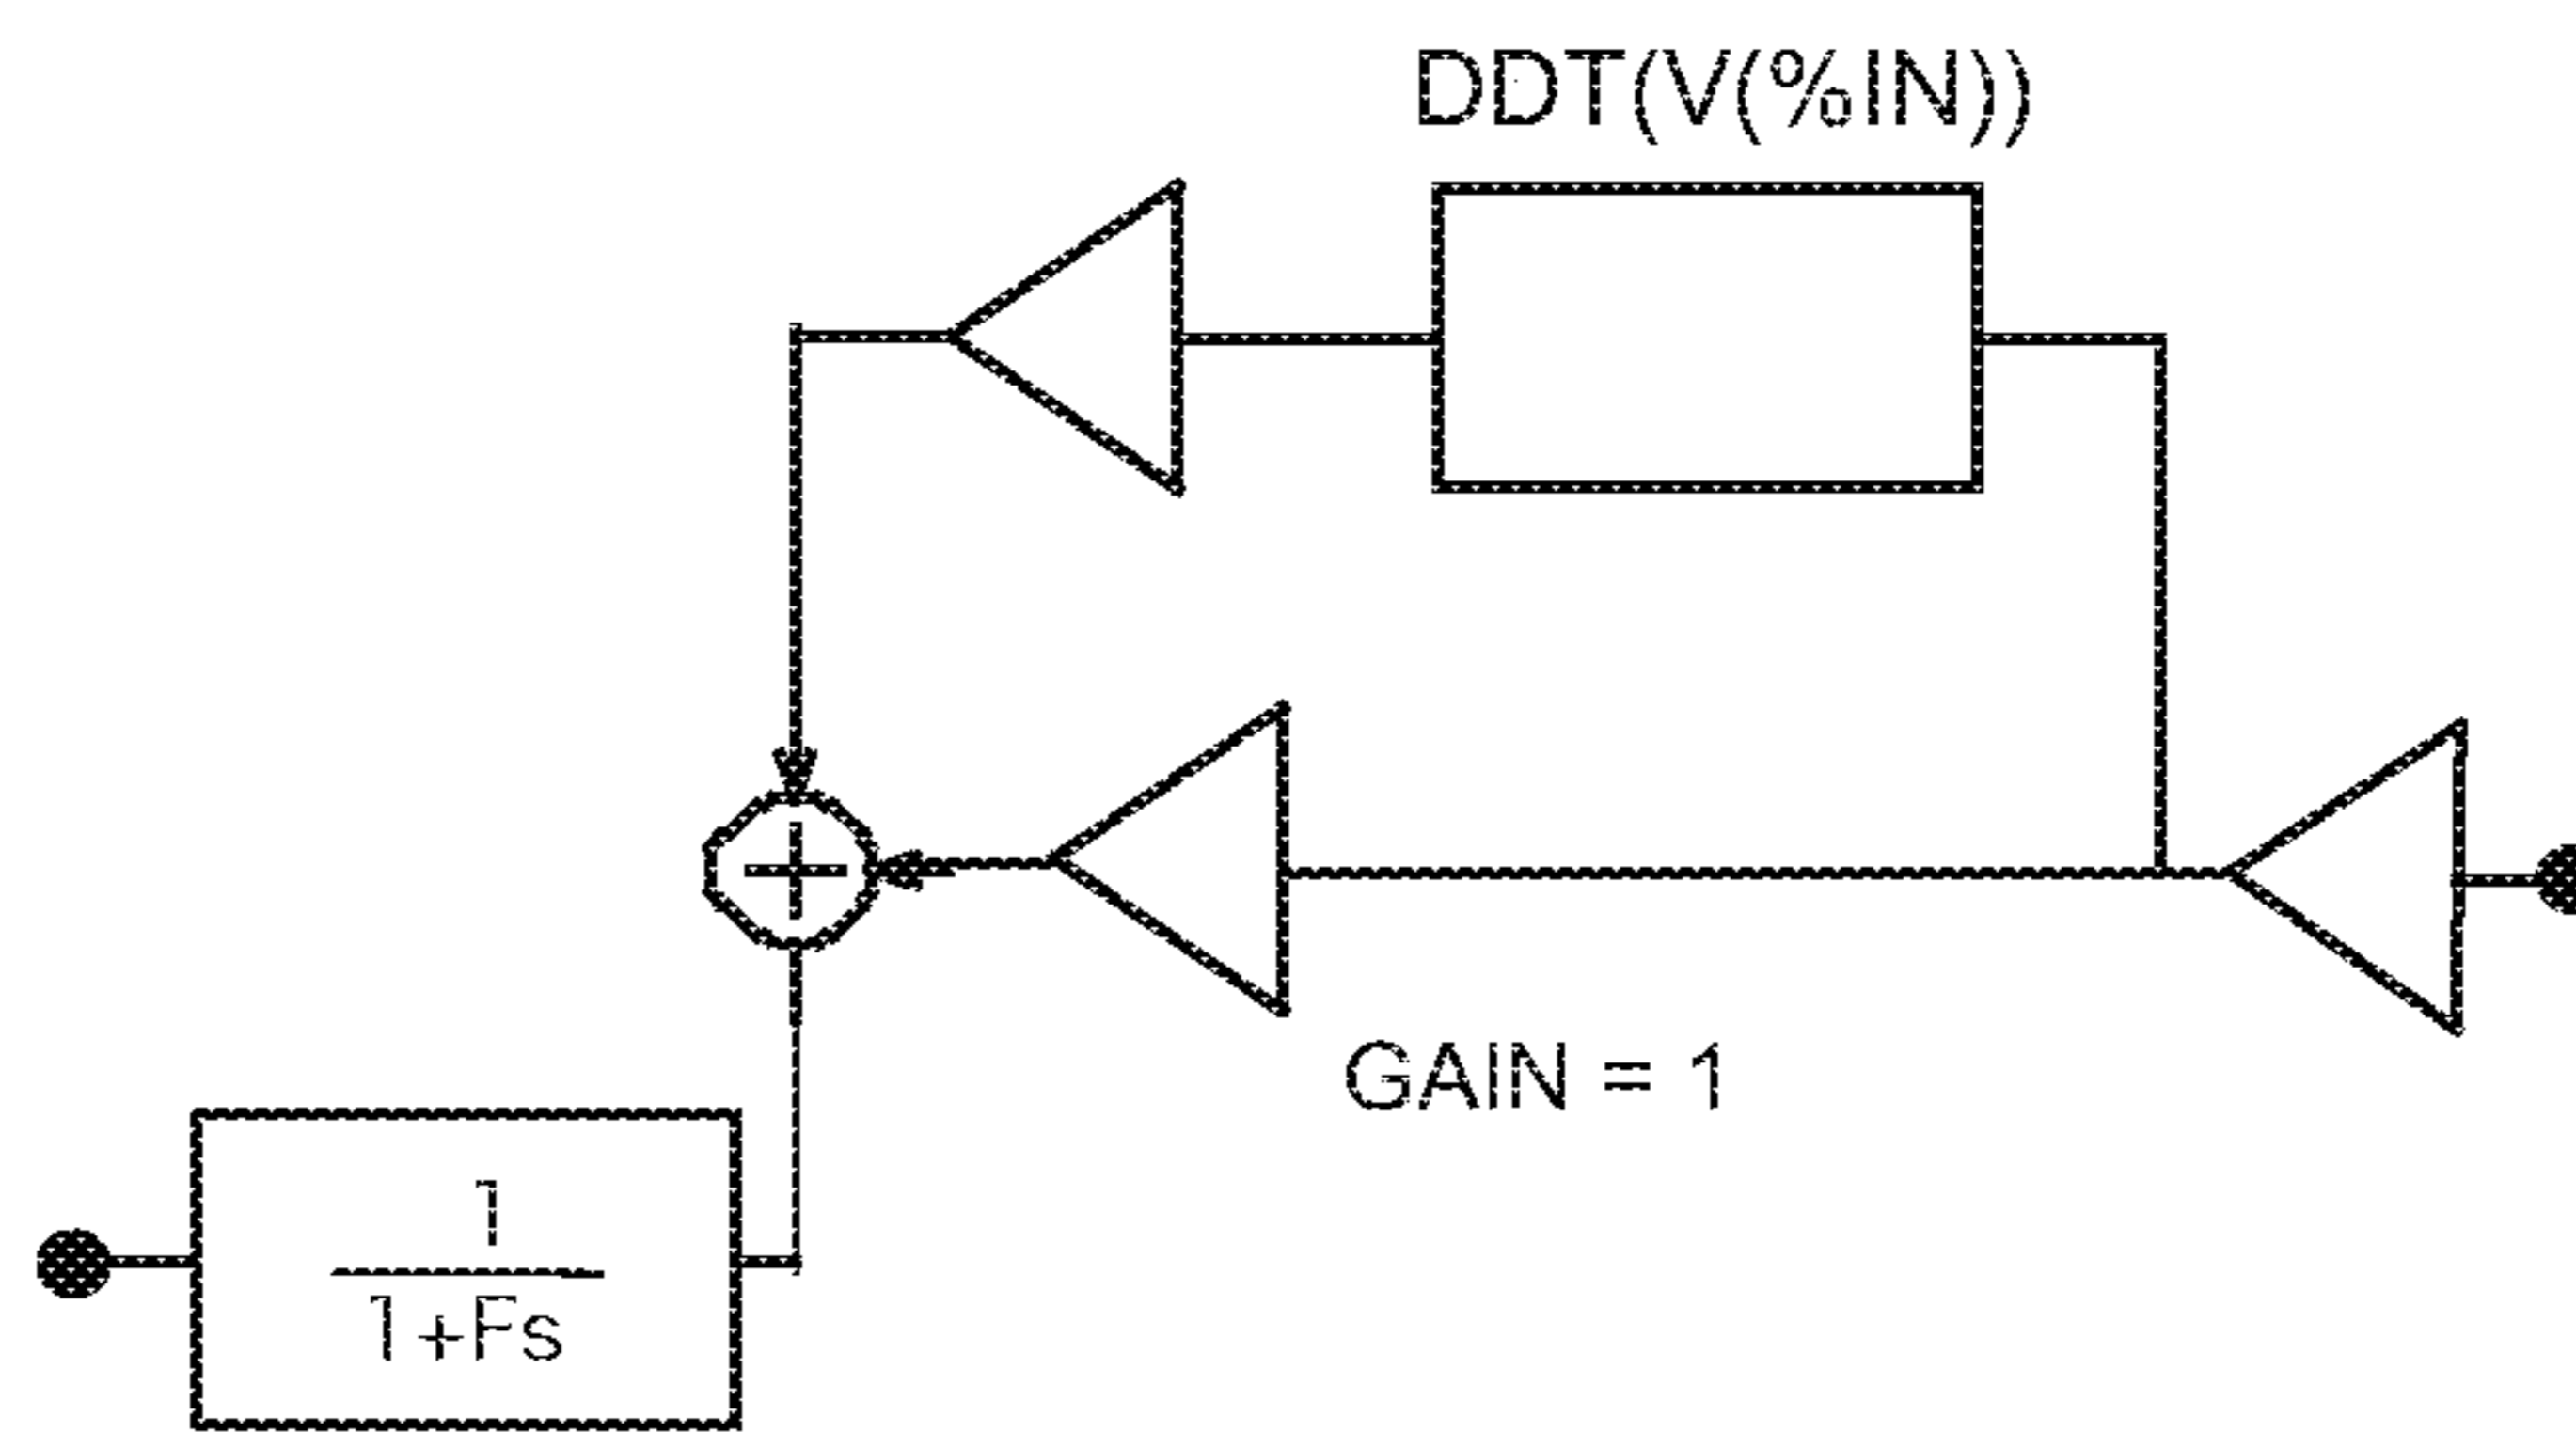 DDT(V(%IN))
+
GAIN = 1
1
1+Fs